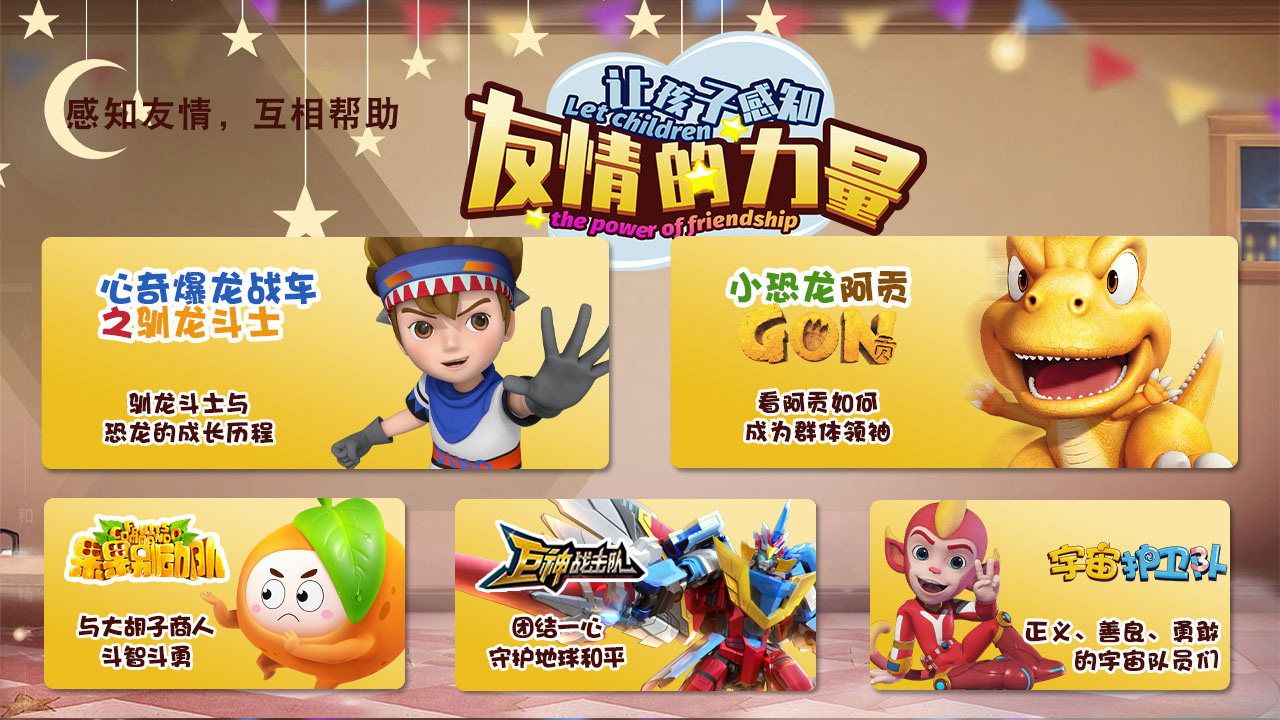 感知友情，互相帮助
让孩子感知
Let children
友情的力量
the power of friendship
心奇爆龙战车
之驯龙斗士
驯龙斗士与
恐龙的成长历程
小恐龙阿贡
GON
贡
看阿贡如何
成为群体领袖
果果别动队
与大胡子商人
斗智斗勇
巨神战击队
团结一心
守护地球和平
宇宙护卫队
正义、善良、勇敢
的宇宙队员们
和